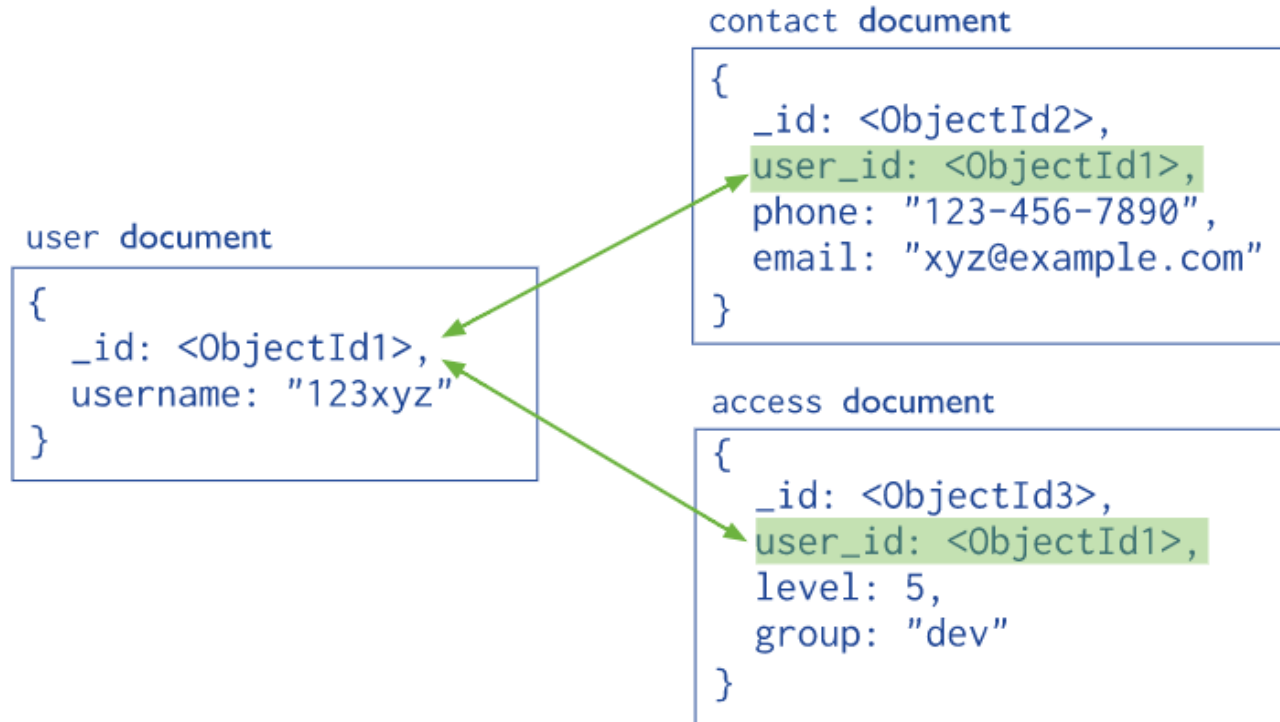 contact document
{
_id: <ObjectId2>,
user_id: <ObjectId1>,
phone: "123-456-7890",
email: "xyz@example.com"
}
user document
{
_id: <ObjectId1>,
username: "123xyz"
}
access document
{
_id: <ObjectId3>,
user_id: <ObjectId1>,
level: 5,
group: "dev"
}